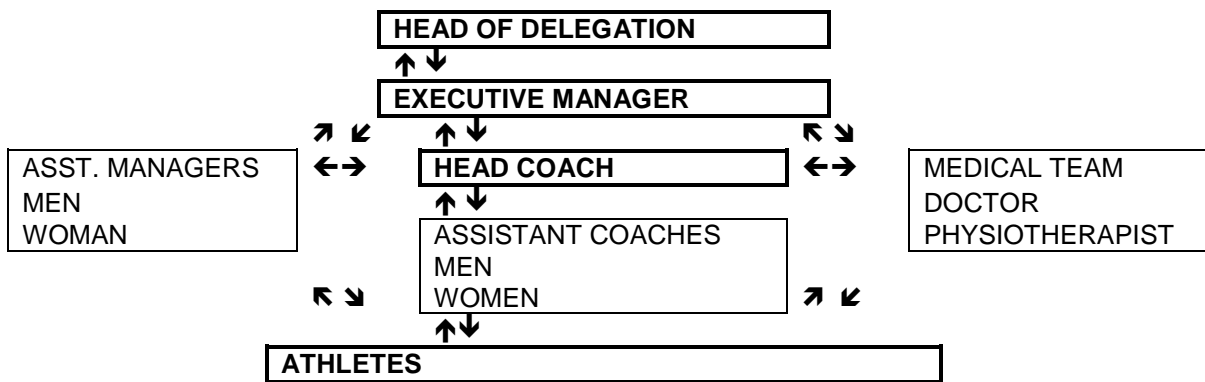 HEAD OF DELEGATION
EXECUTIVE MANAGER
ASST. MANAGERS
MEN
WOMAN
HEAD COACH
MEDICAL TEAM
DOCTOR
PHYSIOTHERAPIST
ASSISTANT COACHES
MEN
WOMEN
ATHLETES